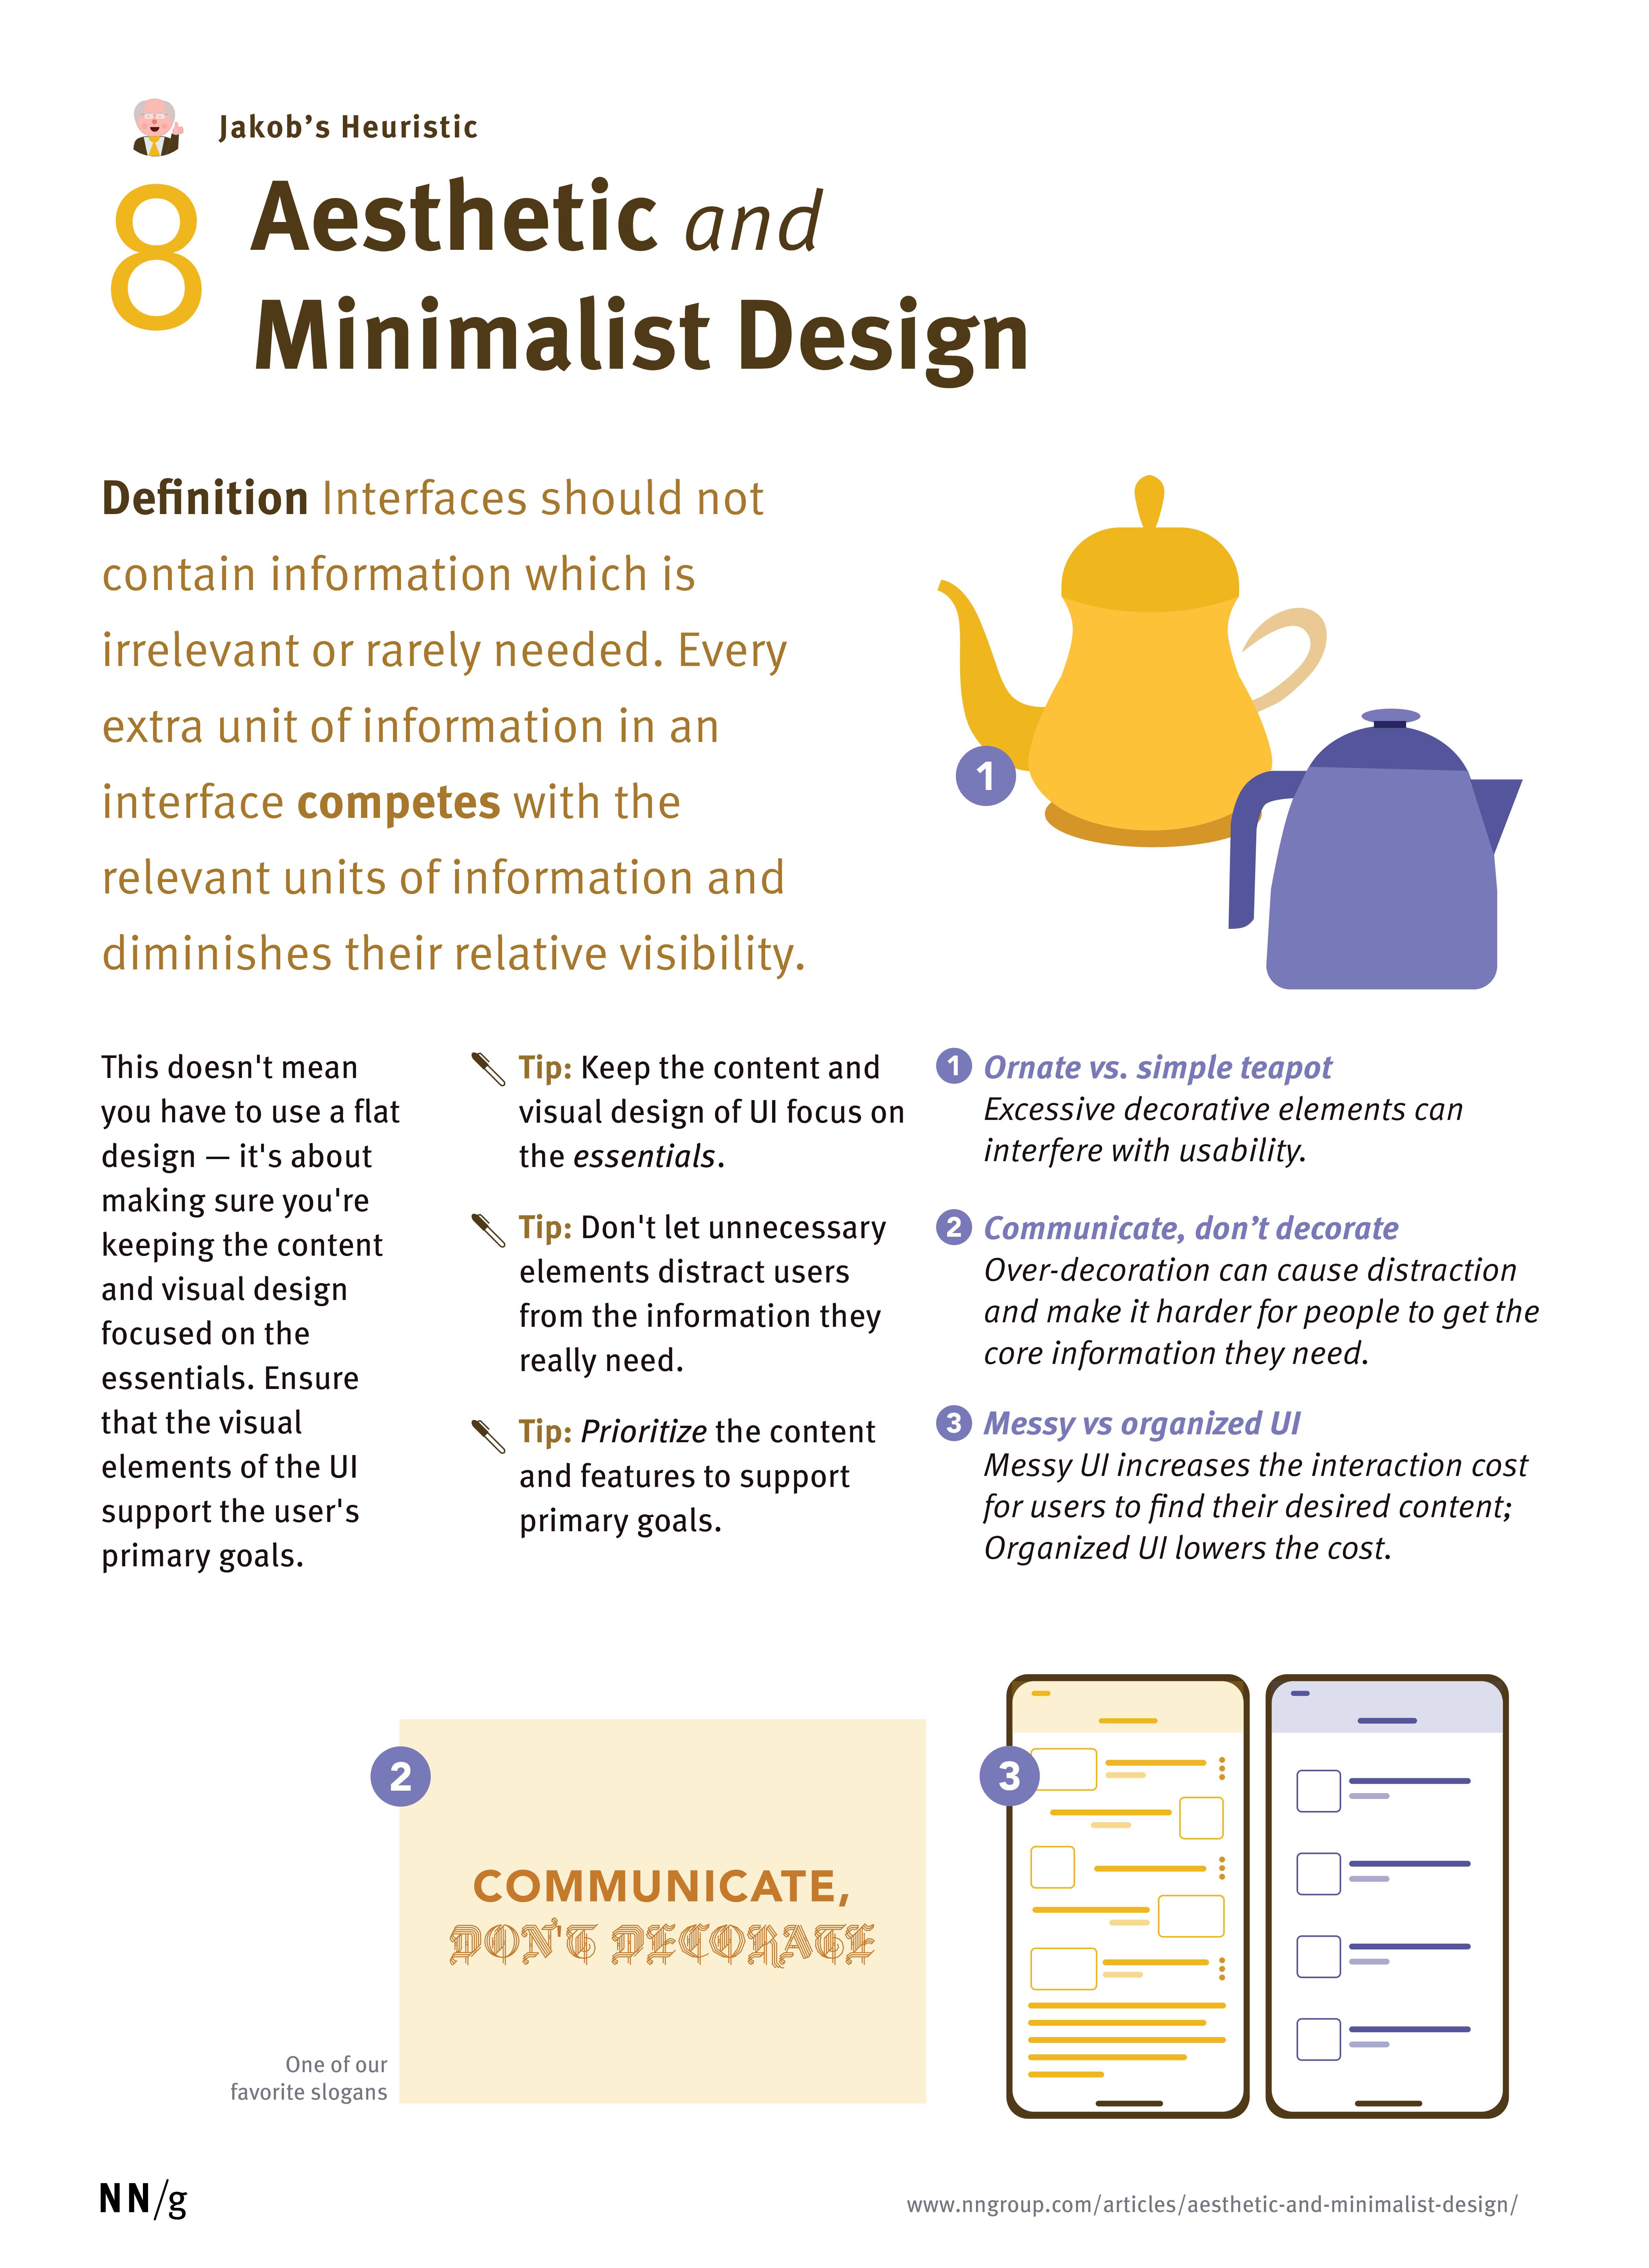 Jakob’s Heuristic
8
Aesthetic and
Minimalist Design
Definition Interfaces should not
contain information which is
irrelevant or rarely needed. Every
extra unit of information in an
interface competes with the
relevant units of information and
diminishes their relative visibility.
1
This doesn't mean
you have to use a flat
design — it's about
making sure you're
keeping the content
and visual design
focused on the
essentials. Ensure
that the visual
elements of the UI
support the user's
primary goals.
Tip: Keep the content and
visual design of UI focus on
the essentials.
Tip: Don't let unnecessary
elements distract users
from the information they
really need.
Tip: Prioritize the content
and features to support
primary goals.
1 Ornate vs. simple teapot
Excessive decorative elements can
interfere with usability.
2 Communicate, don’t decorate
Over-decoration can cause distraction
and make it harder for people to get the
core information they need.
3 Messy vs organized UI
Messy UI increases the interaction cost
for users to find their desired content;
Organized UI lowers the cost.
2
COMMUNICATE,
DON'T DECORATE
One of our
favorite slogans
3
NN/g
www.nngroup.com/articles/aesthetic-and-minimalist-design/